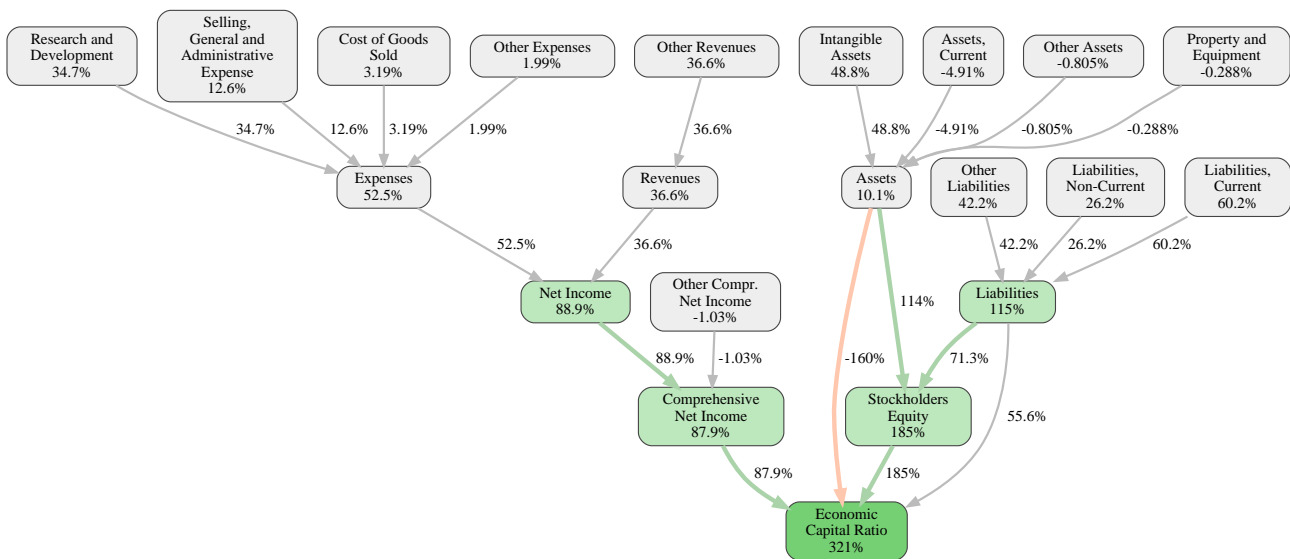 Research and
Development
34.7%
Selling,
General and
Administrative
Expense
12.6%
Cost of Goods
Sold
3.19%
Other Expenses
1.99%
Other Revenues
36.6%
Intangible
Assets
48.8%
Assets,
Current
-4.91%
Other Assets
-0.805%
Property and
Equipment
-0.288%
34.7%
12.6%
3.19%
1.99%
36.6%
48.8%
-4.91%
-0.805%
-0.288%
Expenses
52.5%
Revenues
36.6%
Assets
10.1%
Other
Liabilities
42.2%
Liabilities,
Non-Current
26.2%
Liabilities,
Current
60.2%
52.5%
36.6%
42.2%
26.2%
60.2%
Net Income
88.9%
Other Compr.
Net Income
-1.03%
Liabilities
115%
114%
88.9%
-1.03%
-160%
71.3%
Comprehensive
Net Income
87.9%
Stockholders
Equity
185%
55.6%
87.9%
185%
Economic
Capital Ratio
321%